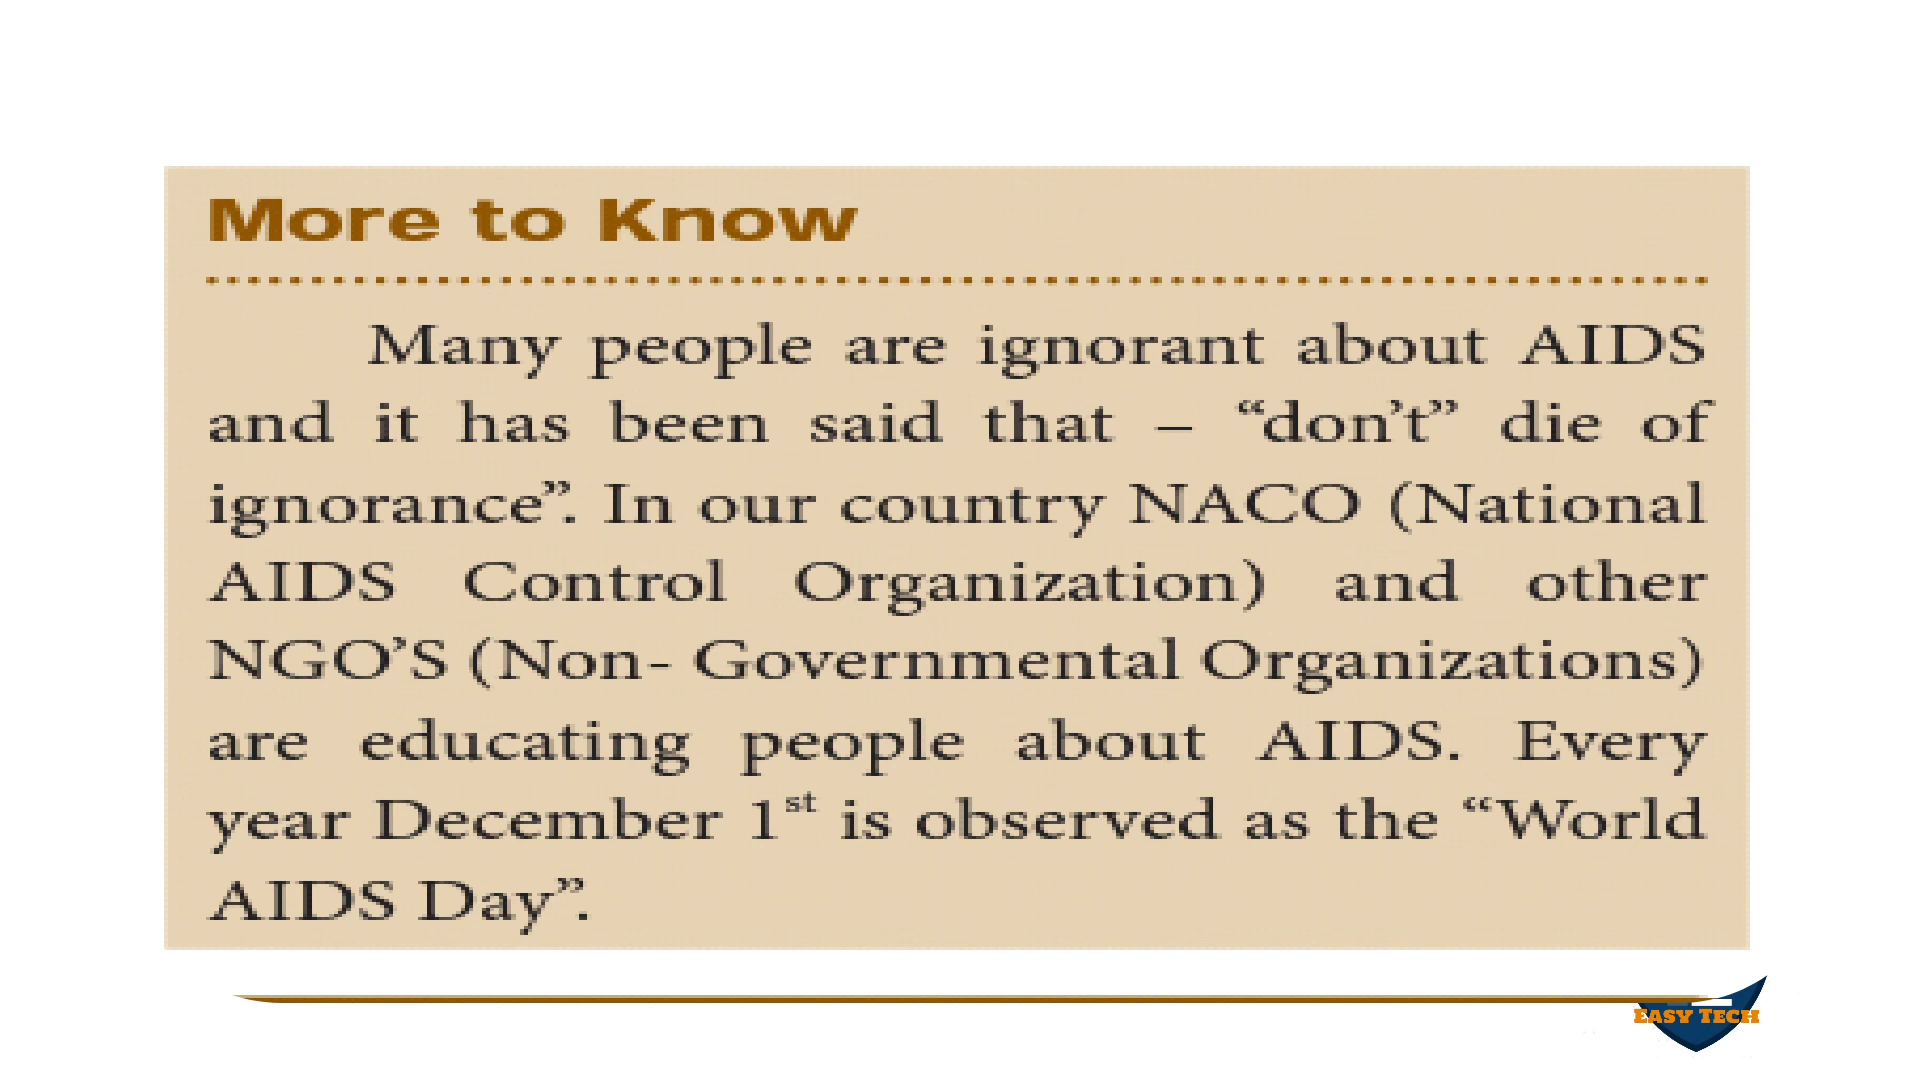 More to Know
Many people are ignorant about AIDS
and it has been said that – “don’t” die of
ignorance”. In our country NACO (National
AIDS Control Organization) and other
NGO’S (Non- Governmental Organizations)
are educating people about AIDS. Every
year December 1st is observed as the “World
AIDS Day”.
EASY TECH